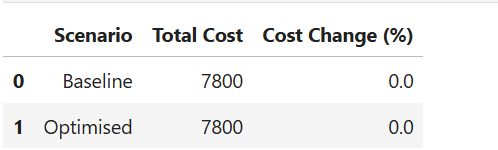 Scenario Total Cost Cost Change (%)
0 Baseline 7800 0.0
1 Optimised 7800 0.0